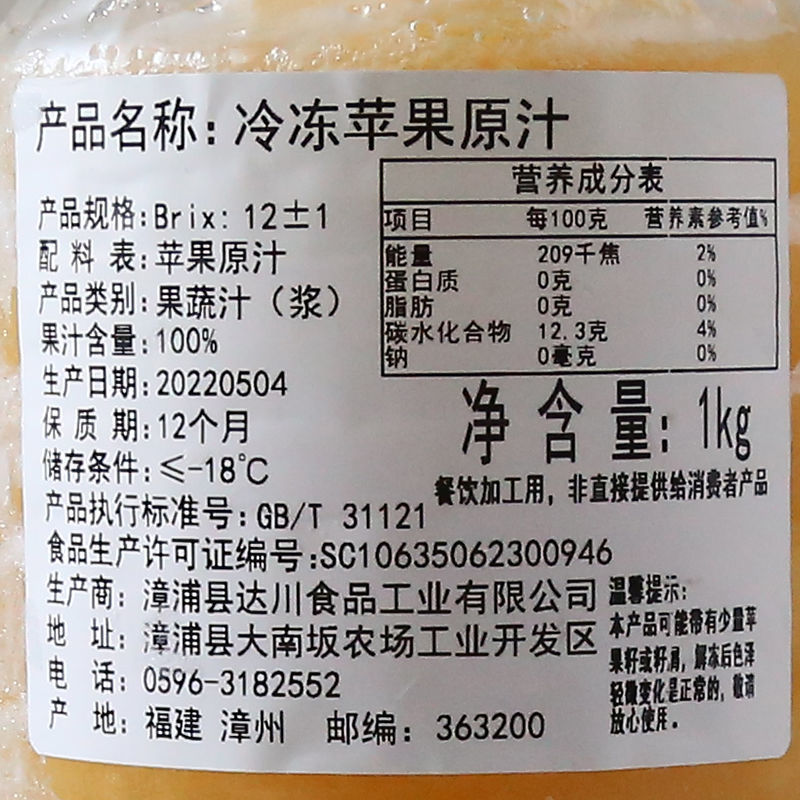 产品名称：冷冻苹果原汁
产品规格：Brix：12±1
配料表：苹果原汁
产品类别：果蔬汁（浆）
果汁含量：100%
生产日期：20220504
保质期：12个月
储存条件：≤-18℃
营养成分表
项目 每100克 营养素参考值%
能量 209千焦 2%
蛋白质 0克 0%
脂肪 0克 0%
碳水化合物 12.3克 4%
钠 0毫克 0%
净含量：1kg
餐饮加工用，非直接提供给消费者产品
产品执行标准号：GB/T 31121
食品生产许可证编号：SC10635062300946
生产商：漳浦县达川食品工业有限公司
地址：漳浦县大南坂农场工业开发区
电话：0596-3182552
产地：福建 漳州 邮编：363200
温馨提示：
本产品可能带有少量苹
果籽或籽屑，解冻后色泽
轻微变化是正常的，敬请
放心使用。